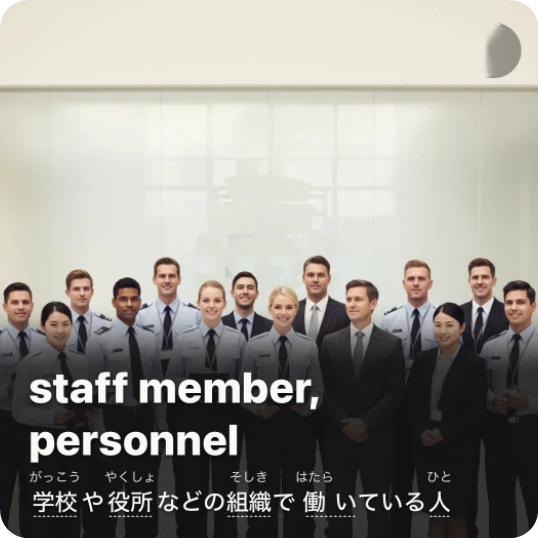 staff member,
personnel
がっこう やくしょ そしき はたら ひと
学校や役所などの組織で働いている人